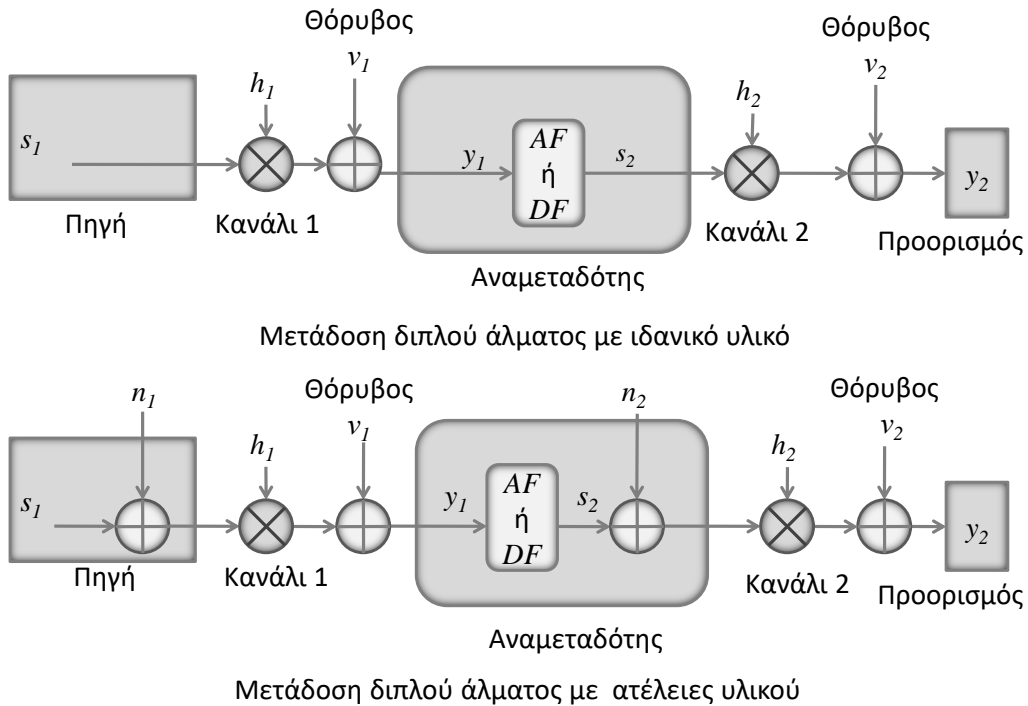 Θόρυβος
Θόρυβος
v1
v2
h1
h2
s1
y1
AF
ή
DF
s2
y2
Πηγή
Κανάλι 1
Κανάλι 2
Προορισμός
Αναμεταδότης
Μετάδοση διπλού άλματος με ιδανικό υλικό
Θόρυβος
Θόρυβος
n1
v1
n2
v2
h1
h2
s1
y1
AF
ή
DF
s2
y2
Πηγή
Κανάλι 1
Κανάλι 2
Προορισμός
Αναμεταδότης
Μετάδοση διπλού άλματος με ατέλειες υλικού